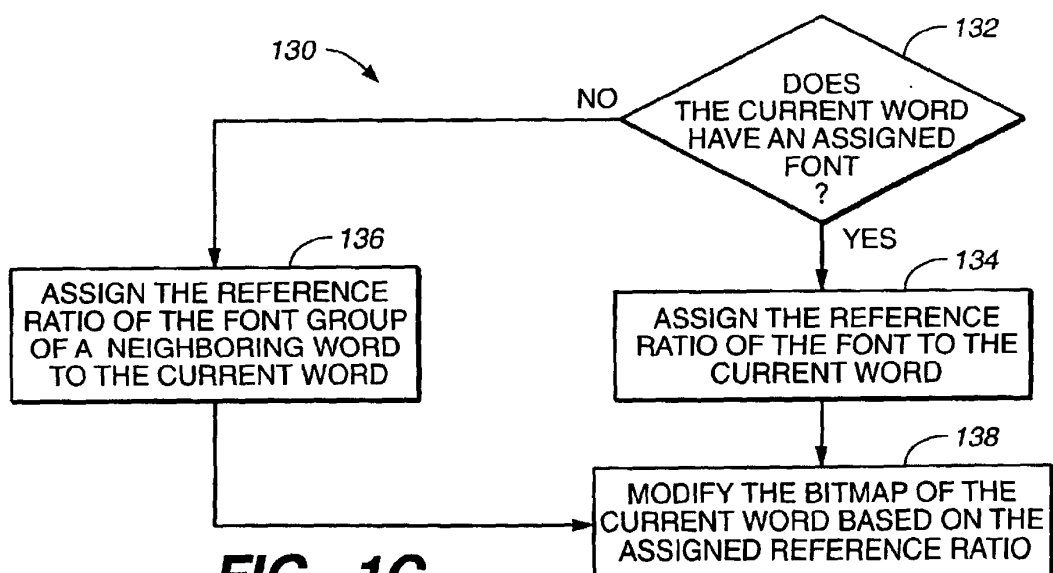 130
132
DOES
THE CURRENT WORD
HAVE AN ASSIGNED
FONT
?
NO
YES
136
ASSIGN THE REFERENCE
RATIO OF THE FONT GROUP
OF A NEIGHBORING WORD
TO THE CURRENT WORD
134
ASSIGN THE REFERENCE
RATIO OF THE FONT TO THE
CURRENT WORD
138
MODIFY THE BITMAP OF THE
CURRENT WORD BASED ON THE
ASSIGNED REFERENCE RATIO